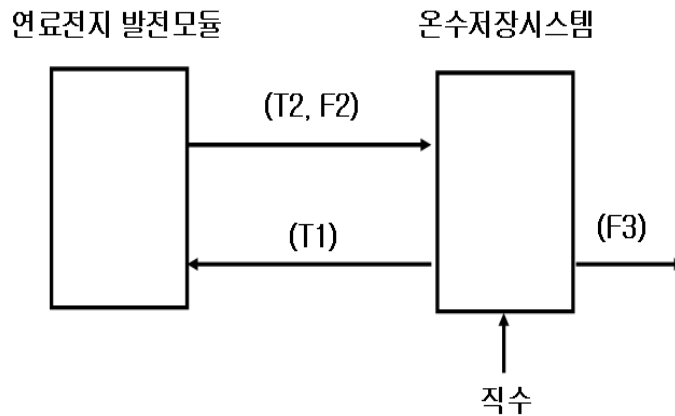 연료전지 발전모듈
온수저장시스템
(T2, F2)
(T1)
(F3)
직수